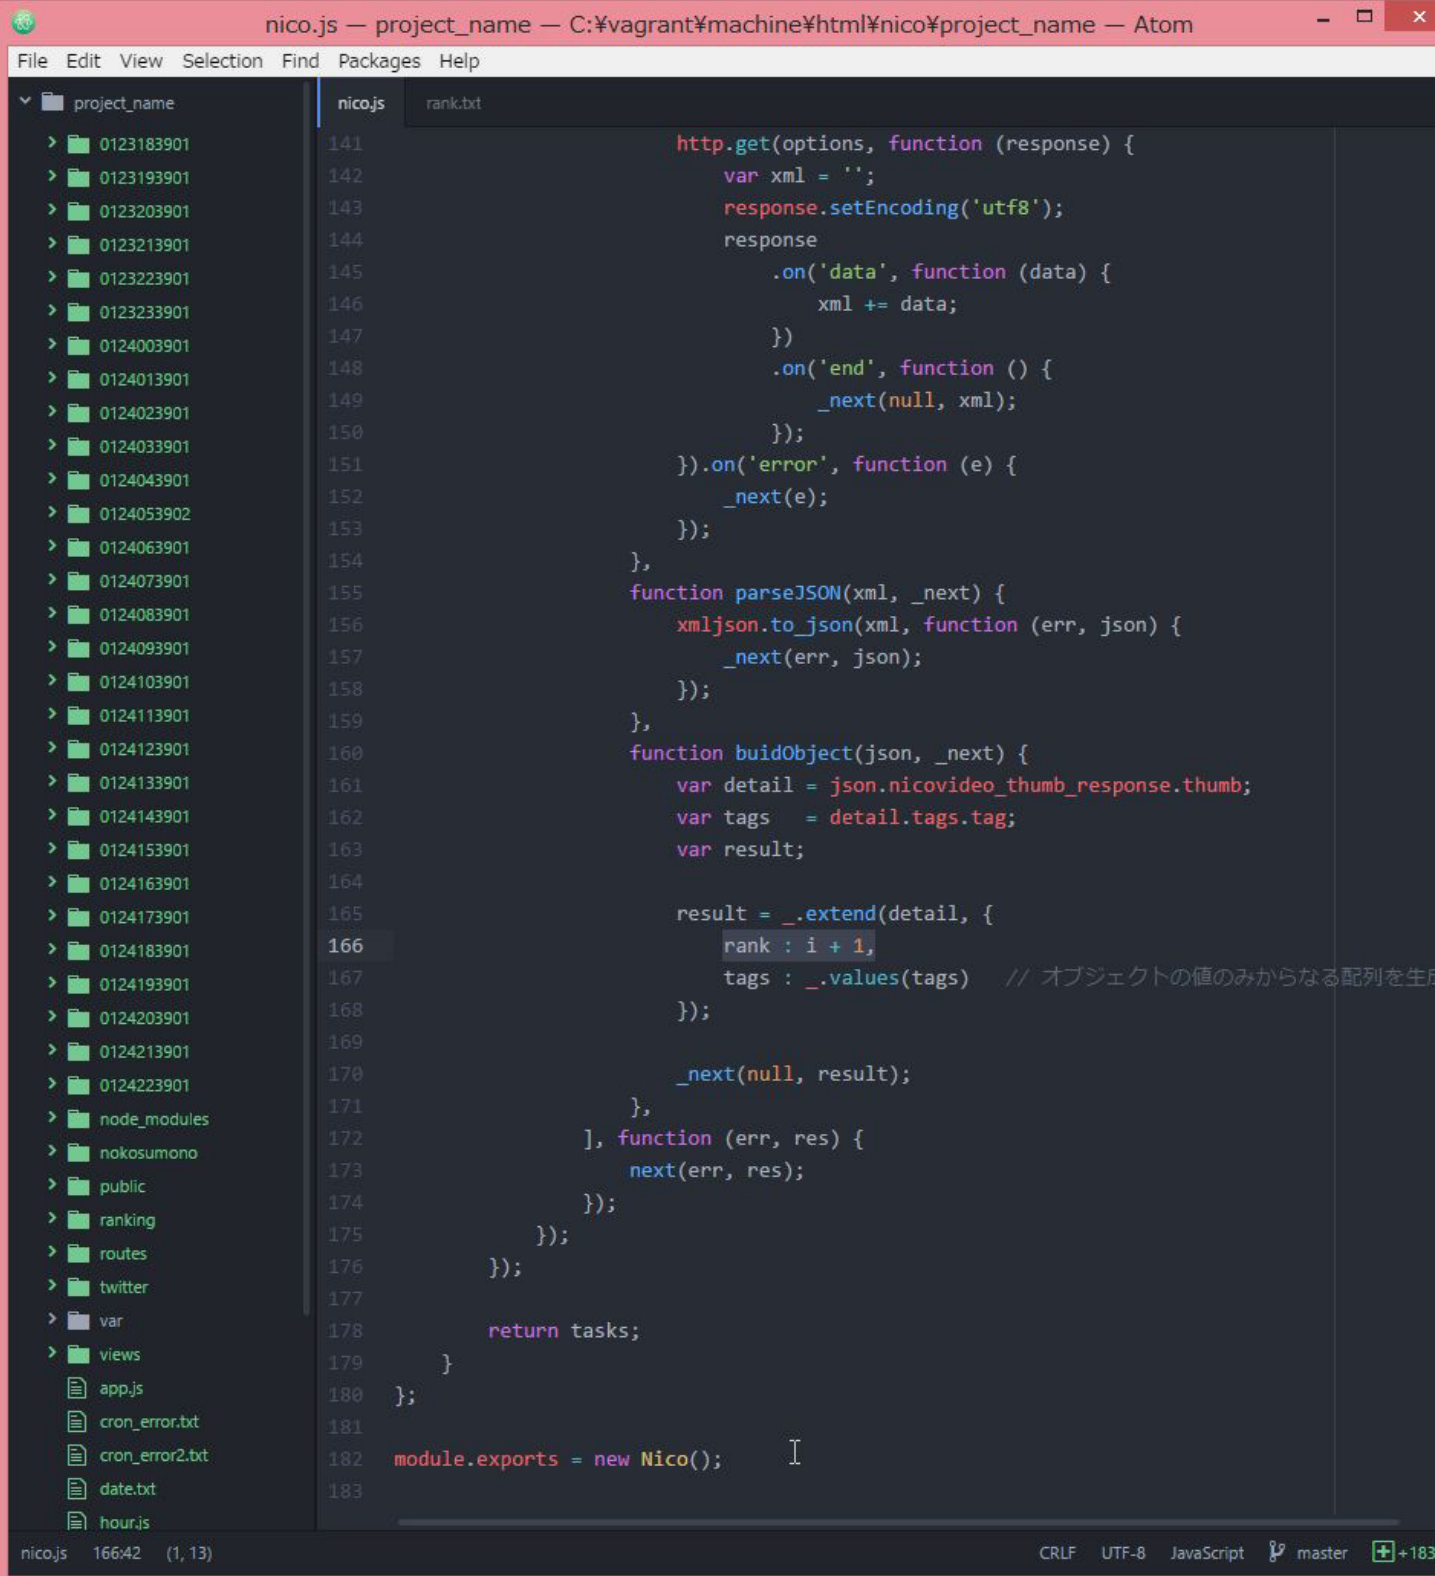 nico.js — project_name — C:¥vagrant¥machine¥html¥nico¥project_name — Atom
File Edit View Selection Find Packages Help
project_name
0123183901
0123193901
0123203901
0123213901
0123223901
0123233901
0124003901
0124013901
0124023901
0124033901
0124043901
0124053902
0124063901
0124073901
0124083901
0124093901
0124103901
0124113901
0124123901
0124133901
0124143901
0124153901
0124163901
0124173901
0124183901
0124193901
0124203901
0124213901
0124223901
node_modules
nokosumono
public
ranking
routes
twitter
var
views
app.js
cron_error.txt
cron_error2.txt
date.txt
hour.js
nico.js rank.txt
141 http.get(options, function (response) {
142 var xml = '';
143 response.setEncoding('utf8');
144 response
145 .on('data', function (data) {
146 xml += data;
147 })
148 .on('end', function () {
149 _next(null, xml);
150 });
151 }).on('error', function (e) {
152 _next(e);
153 });
154 },
155 function parseJSON(xml, _next) {
156 xmljson.to_json(xml, function (err, json) {
157 _next(err, json);
158 });
159 },
160 function buidObject(json, _next) {
161 var detail = json.nicovideo_thumb_response.thumb;
162 var tags   = detail.tags.tag;
163 var result;
164
165 result = _.extend(detail, {
166 rank : i + 1,
167 tags : _.values(tags)   // オブジェクトの値のみからなる配列を生成
168 });
169
170 _next(null, result);
171 },
172 ], function (err, res) {
173 next(err, res);
174 });
175 });
176 });
177
178 return tasks;
179 }
180 };
181
182 module.exports = new Nico();
183
nico.js 166:42 (1, 13) CRLF UTF-8 JavaScript master +183